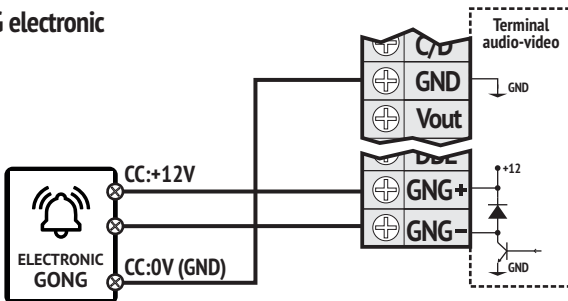 G electronic
Terminal
audio-video
C/D
GND
GND
Vout
CC:+12V
+12
GNG+
GNG-
ELECTRONIC
GONG
CC:0V (GND)
GND